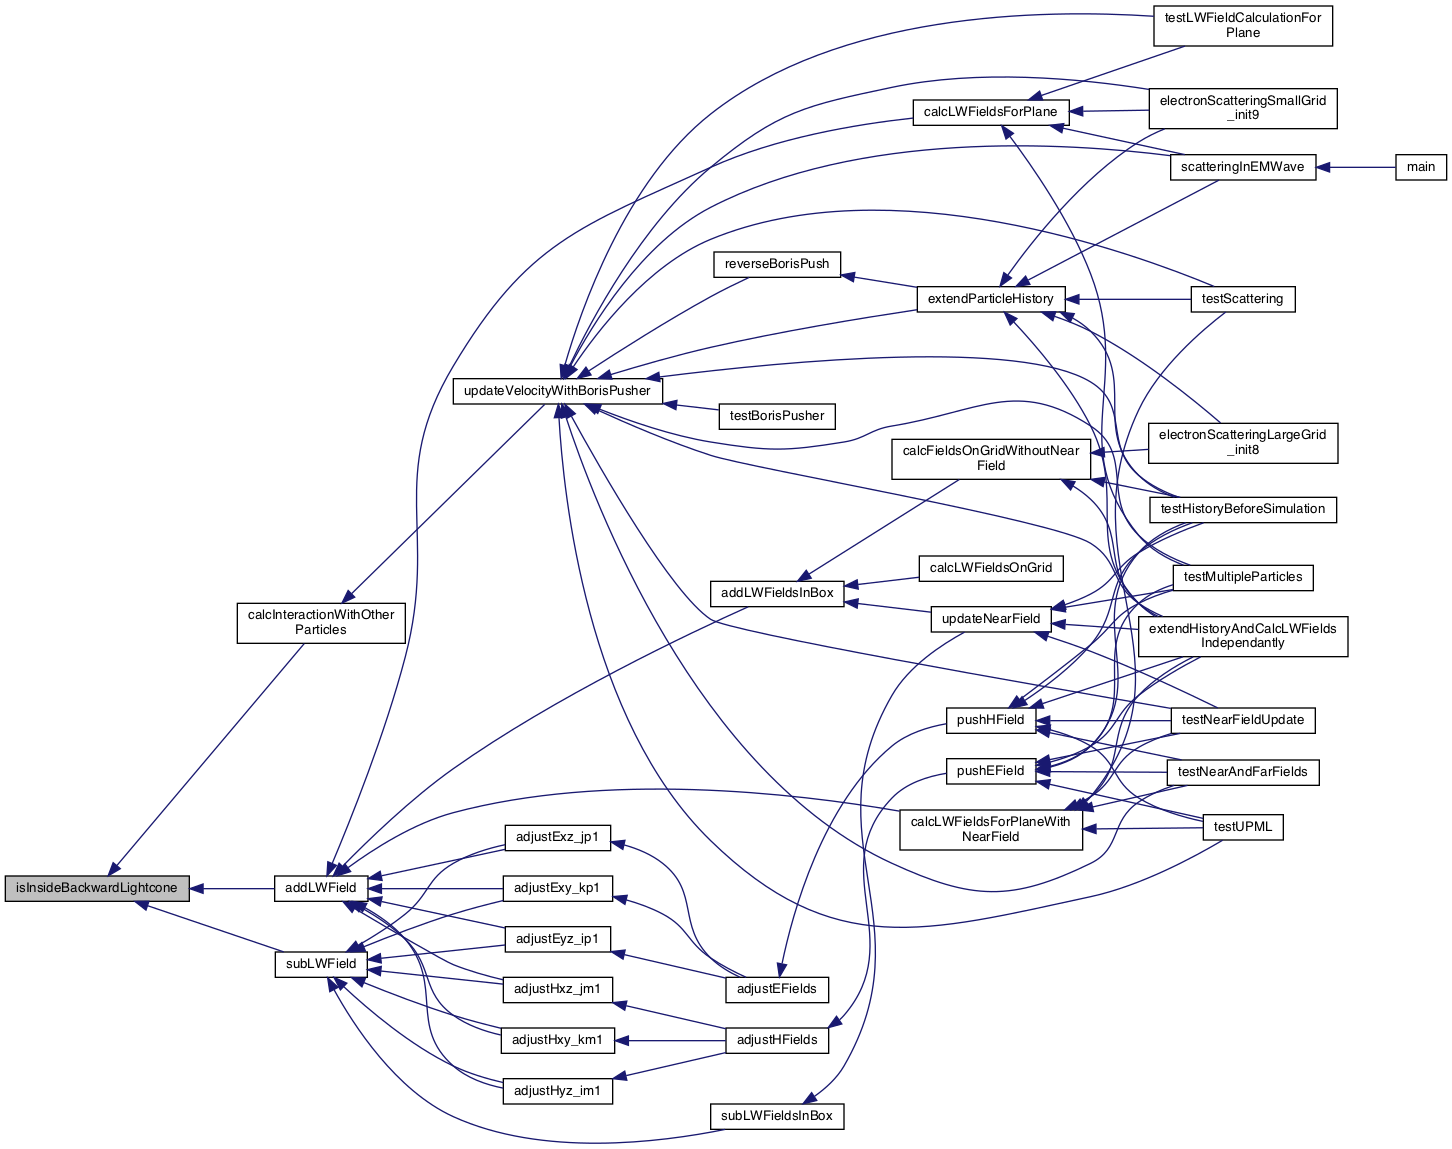 testLWFieldCalculationFor
Plane
electronScatteringSmallGrid
_init9
calcLWFieldsForPlane
scatteringInEMWave
main
reverseBorisPush
extendParticleHistory
testScattering
updateVelocityWithBorisPusher
testBorisPusher
electronScatteringLargeGrid
_init8
calcFieldsOnGridWithoutNear
Field
testHistoryBeforeSimulation
calcLWFieldsOnGrid
testMultipleParticles
addLWFieldsInBox
updateNearField
calcInteractionWithOther
Particles
extendHistoryAndCalcLWFields
Independantly
pushHField
testNearFieldUpdate
pushEField
testNearAndFarFields
calcLWFieldsForPlaneWith
NearField
testUPML
adjustExz_jp1
isInsideBackwardLightcone
addLWField
adjustExy_kp1
adjustEyz_ip1
subLWField
adjustHxz_jm1
adjustEFields
adjustHxy_km1
adjustHFields
adjustHyz_im1
subLWFieldsInBox